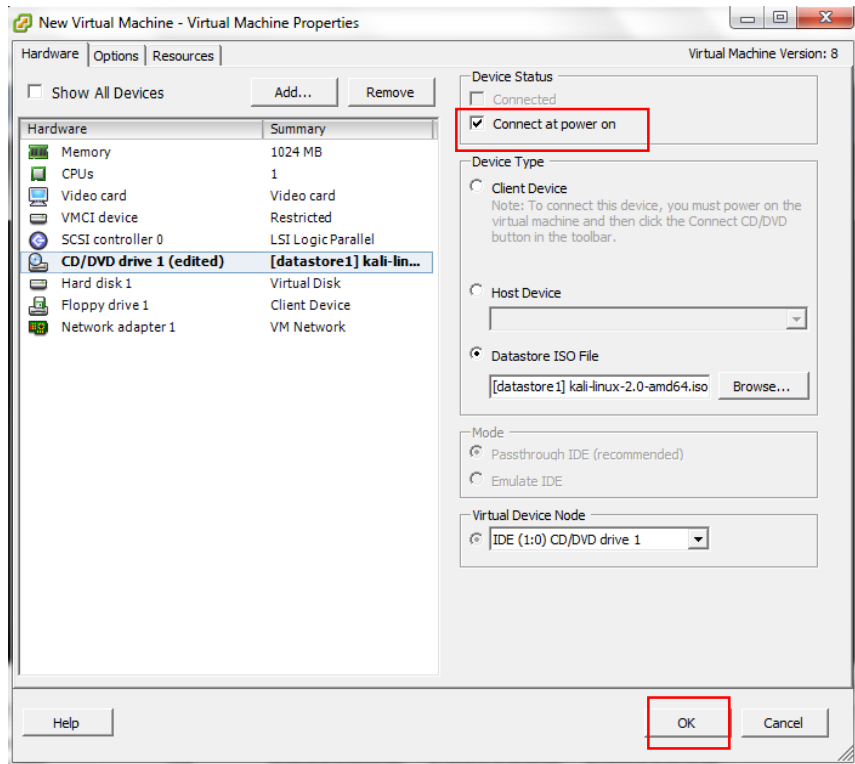 New Virtual Machine - Virtual Machine Properties
Hardware Options Resources Virtual Machine Version: 8
Show All Devices Add... Remove
Hardware Summary
Memory 1024 MB
CPUs 1
Video card Video card
VMCI device Restricted
SCSI controller 0 LSI Logic Parallel
CD/DVD drive 1 (edited) [datastore1] kali-lin...
Hard disk 1 Virtual Disk
Floppy drive 1 Client Device
Network adapter 1 VM Network
Device Status
Connected
Connect at power on
Device Type
Client Device
Note: To connect this device, you must power on the
virtual machine and then click the Connect CD/DVD
button in the toolbar.
Host Device
Datastore ISO File
[datastore1] kali-linux-2.0-amd64.iso Browse...
Mode
Passthrough IDE (recommended)
Emulate IDE
Virtual Device Node
IDE (1:0) CD/DVD drive 1
Help OK Cancel